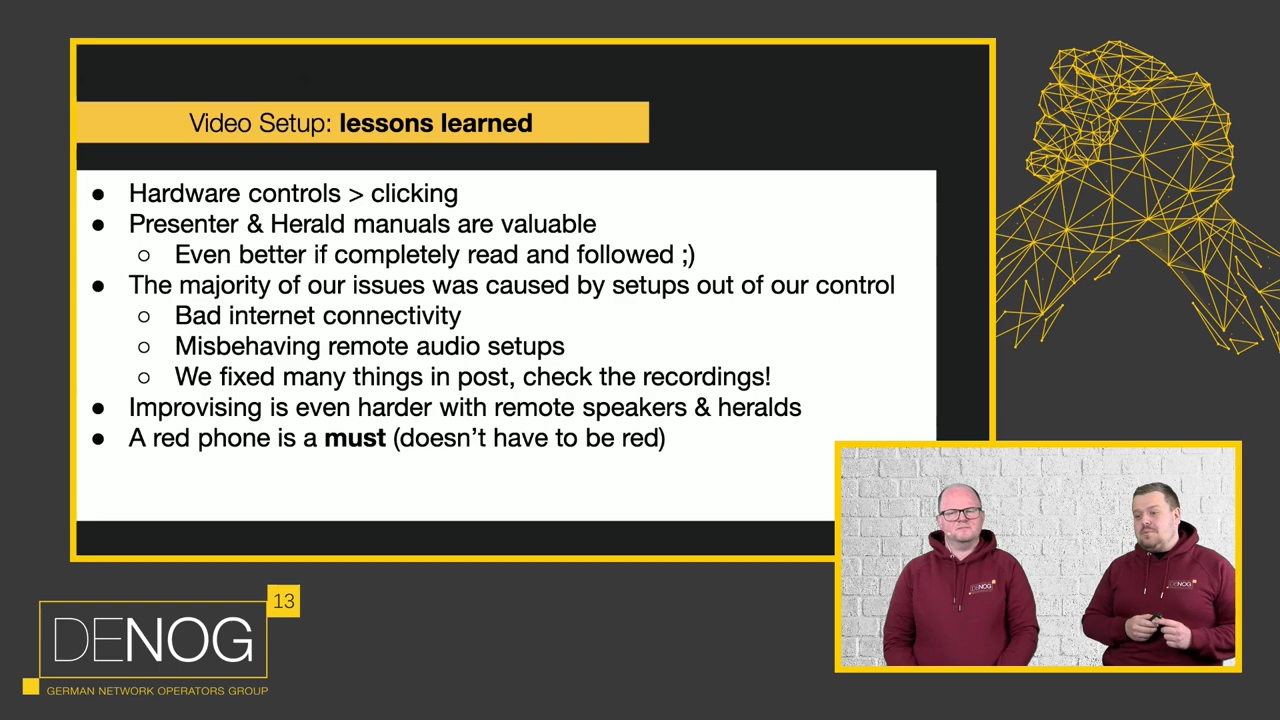 Video Setup: lessons learned
● Hardware controls > clicking
● Presenter & Herald manuals are valuable
○ Even better if completely read and followed ;)
● The majority of our issues was caused by setups out of our control
○ Bad internet connectivity
○ Misbehaving remote audio setups
○ We fixed many things in post, check the recordings!
● Improvising is even harder with remote speakers & heralds
● A red phone is a must (doesn't have to be red)
13
DENOG
GERMAN NETWORK OPERATORS GROUP
DENOG
DENOG